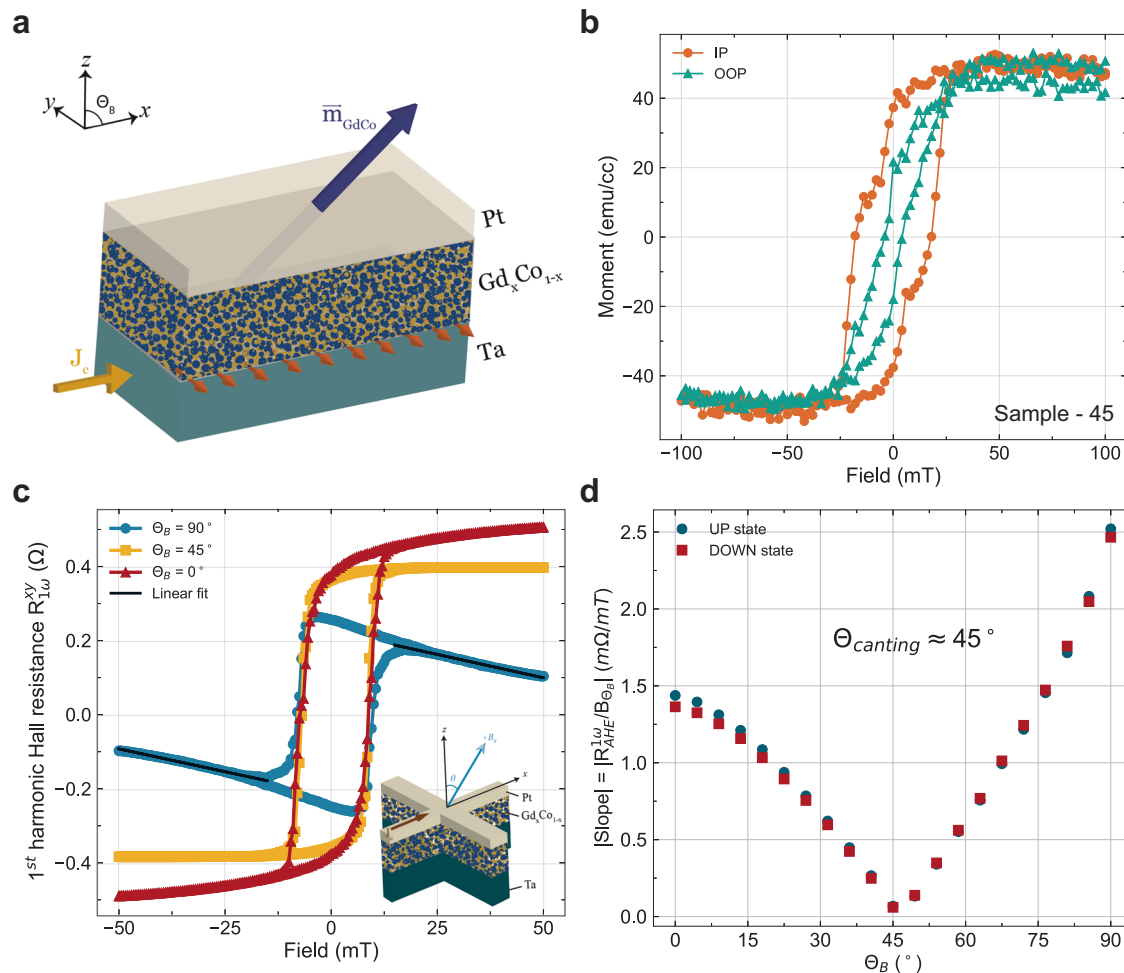 a
z
y
Θ_B
x
m⃗_GdCo
Pt
Gd_xCo_1-x
Ta
J_c
b
IP
OOP
Moment (emu/cc)
40
20
0
−20
−40
Sample - 45
−100
−50
0
50
100
Field (mT)
c
Θ_B = 90 °
Θ_B = 45 °
Θ_B = 0 °
Linear fit
1^st harmonic Hall resistance R^xy_1ω (Ω)
0.4
0.2
0.0
−0.2
−0.4
z
+B_a
θ
x
Pt
Gd_xCo_1-x
Ta
−50
−25
0
25
50
Field (mT)
d
UP state
DOWN state
Θ_canting ≈ 45 °
|Slope| = |R^1ω_AHE/B_Θ_B| (mΩ/mT)
2.5
2.0
1.5
1.0
0.5
0.0
0
15
30
45
60
75
90
Θ_B (°)